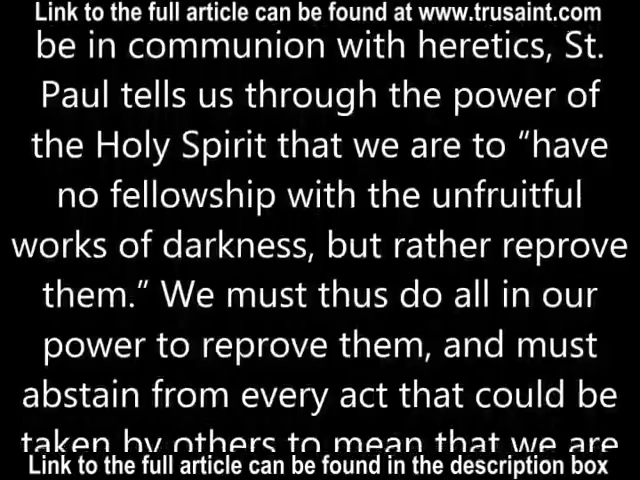 Link to the full article can be found at www.trusaint.com
be in communion with heretics, St.
Paul tells us through the power of
the Holy Spirit that we are to “have
no fellowship with the unfruitful
works of darkness, but rather reprove
them.” We must thus do all in our
power to reprove them, and must
abstain from every act that could be
taken by others to mean that we are
Link to the full article can be found in the description box